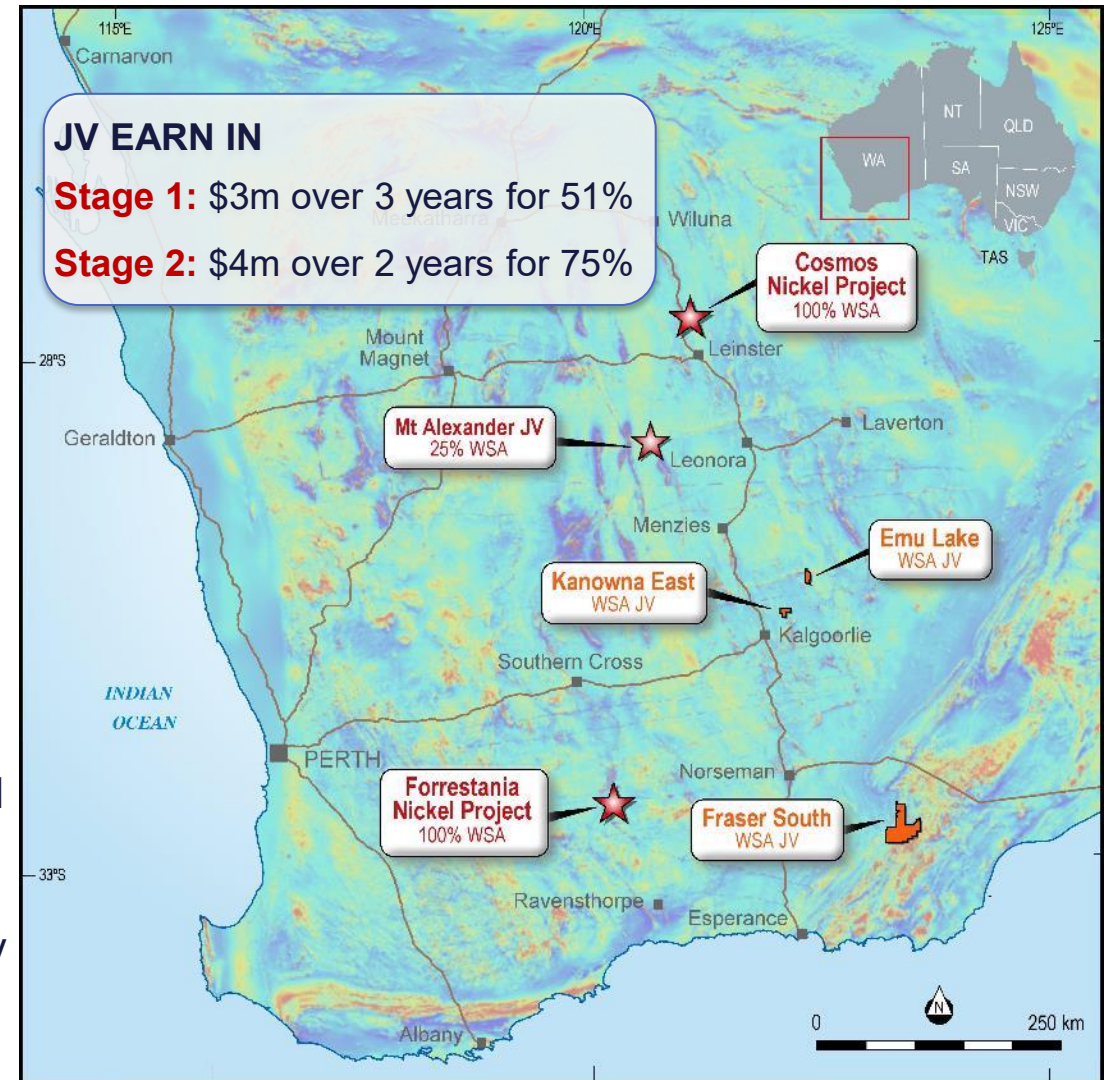 115°E
120°E
125°E
Carnarvon
JV EARN IN
Stage 1: $3m over 3 years for 51%
Meekatharra
Stage 2: $4m over 2 years for 75%
NT
QLD
WA
SA
NSW
VIC
TAS
Wiluna
Cosmos
Nickel Project
100% WSA
Mount
Magnet
Leinster
28°S
Geraldton
Mt Alexander JV
25% WSA
Laverton
Leonora
Menzies
Emu Lake
WSA JV
Kanowna East
WSA JV
Kalgoorlie
Southern Cross
INDIAN
OCEAN
PERTH
Norseman
Forrestania
Nickel Project
100% WSA
Fraser South
WSA JV
33°S
Ravensthorpe
Esperance
Albany
N
0
250 km